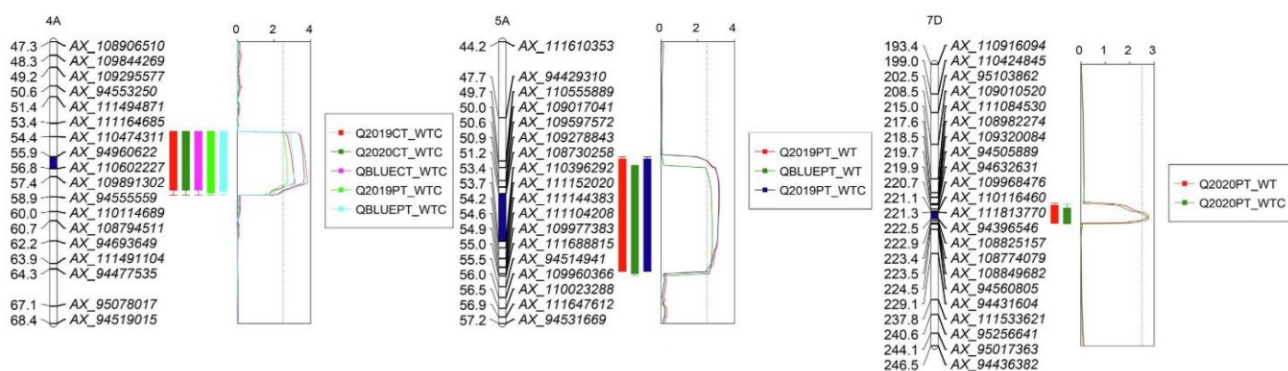 4A
0 2 4
47.3 AX_108906510
48.3 AX_109844269
49.2 AX_109295577
50.6 AX_94553250
51.4 AX_111494871
53.4 AX_111164685
54.4 AX_110474311
55.9 AX_94960622
56.8 AX_110602227
57.4 AX_109891302
58.9 AX_94555559
60.0 AX_110114689
60.7 AX_108794511
62.2 AX_94693649
63.9 AX_111491104
64.3 AX_94477535
67.1 AX_95078017
68.4 AX_94519015
Q2019CT_WTC
Q2020CT_WTC
QBLUECT_WTC
Q2019PT_WTC
QBLUEPT_WTC
5A
0 2 4
44.2 AX_111610353
47.7 AX_94429310
49.7 AX_110555889
50.0 AX_109017041
50.6 AX_109597572
50.9 AX_109278843
51.2 AX_108730258
53.4 AX_110396292
53.7 AX_111152020
54.2 AX_111144383
54.6 AX_111104208
54.9 AX_109977383
55.0 AX_111688815
55.5 AX_94514941
56.0 AX_109960366
56.5 AX_110023288
56.9 AX_111647612
57.2 AX_94531669
Q2019PT_WT
QBLUEPT_WT
Q2019PT_WTC
7D
0 1 2 3
193.4 AX_110916094
199.0 AX_110424845
202.5 AX_95103862
208.5 AX_109010520
215.0 AX_111084530
217.6 AX_108982274
218.5 AX_109320084
219.7 AX_94505889
219.9 AX_94632631
220.7 AX_109968476
221.1 AX_110116460
221.3 AX_111813770
222.5 AX_94396546
222.9 AX_108825157
223.4 AX_108774079
223.5 AX_108849682
224.5 AX_94560805
229.1 AX_94431604
237.8 AX_111533621
240.6 AX_95256641
244.1 AX_95017363
246.5 AX_94436382
Q2020PT_WT
Q2020PT_WTC